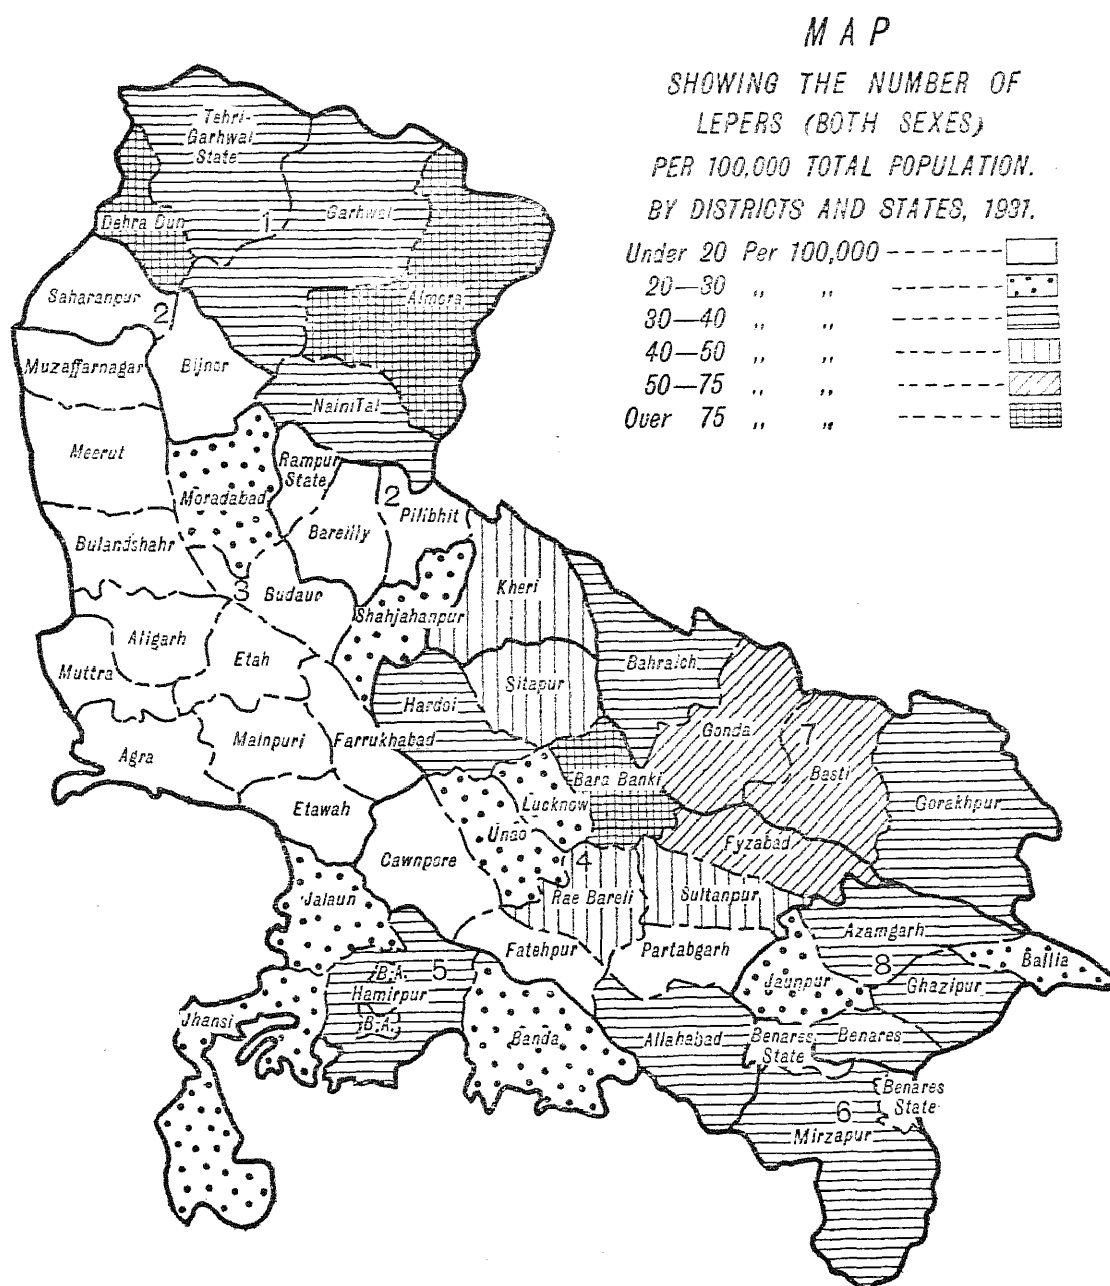 MAP
SHOWING THE NUMBER OF
LEPERS (BOTH SEXES)
PER 100,000 TOTAL POPULATION.
BY DISTRICTS AND STATES, 1931.
Under 20 Per 100,000
20—30 ,, ,,
30—40 ,, ,,
40—50 ,, ,,
50—75 ,, ,,
Over 75 ,, ,,
Tehri-
Garhwal
State
Dehra Dun
1
Garhwal
Almora
Saharanpur
2
Muzaffarnagar
Bijnor
Naini Tal
Meerut
Moradabad
Rampur
State
2
Pilibhit
Bareilly
Bulandshahr
3
Budaun
Shahjahanpur
Kheri
Aligarh
Etah
Muttra
Sitapur
Bahraich
Hardoi
Agra
Mainpuri
Farrukhabad
Gonda
7
Basti
Bara Banki
Gorakhpur
Etawah
Lucknow
Unao
Fyzabad
Cawnpore
4
Rae Bareli
Sultanpur
Jalaun
Azamgarh
Fatehpur
Partabgarh
Ballia
B.A.
5
8
Hamirpur
Jaunpur
Ghazipur
B.A.
Jhansi
Banda
Allahabad
Benares
State
Benares
Benares
State
6
Mirzapur